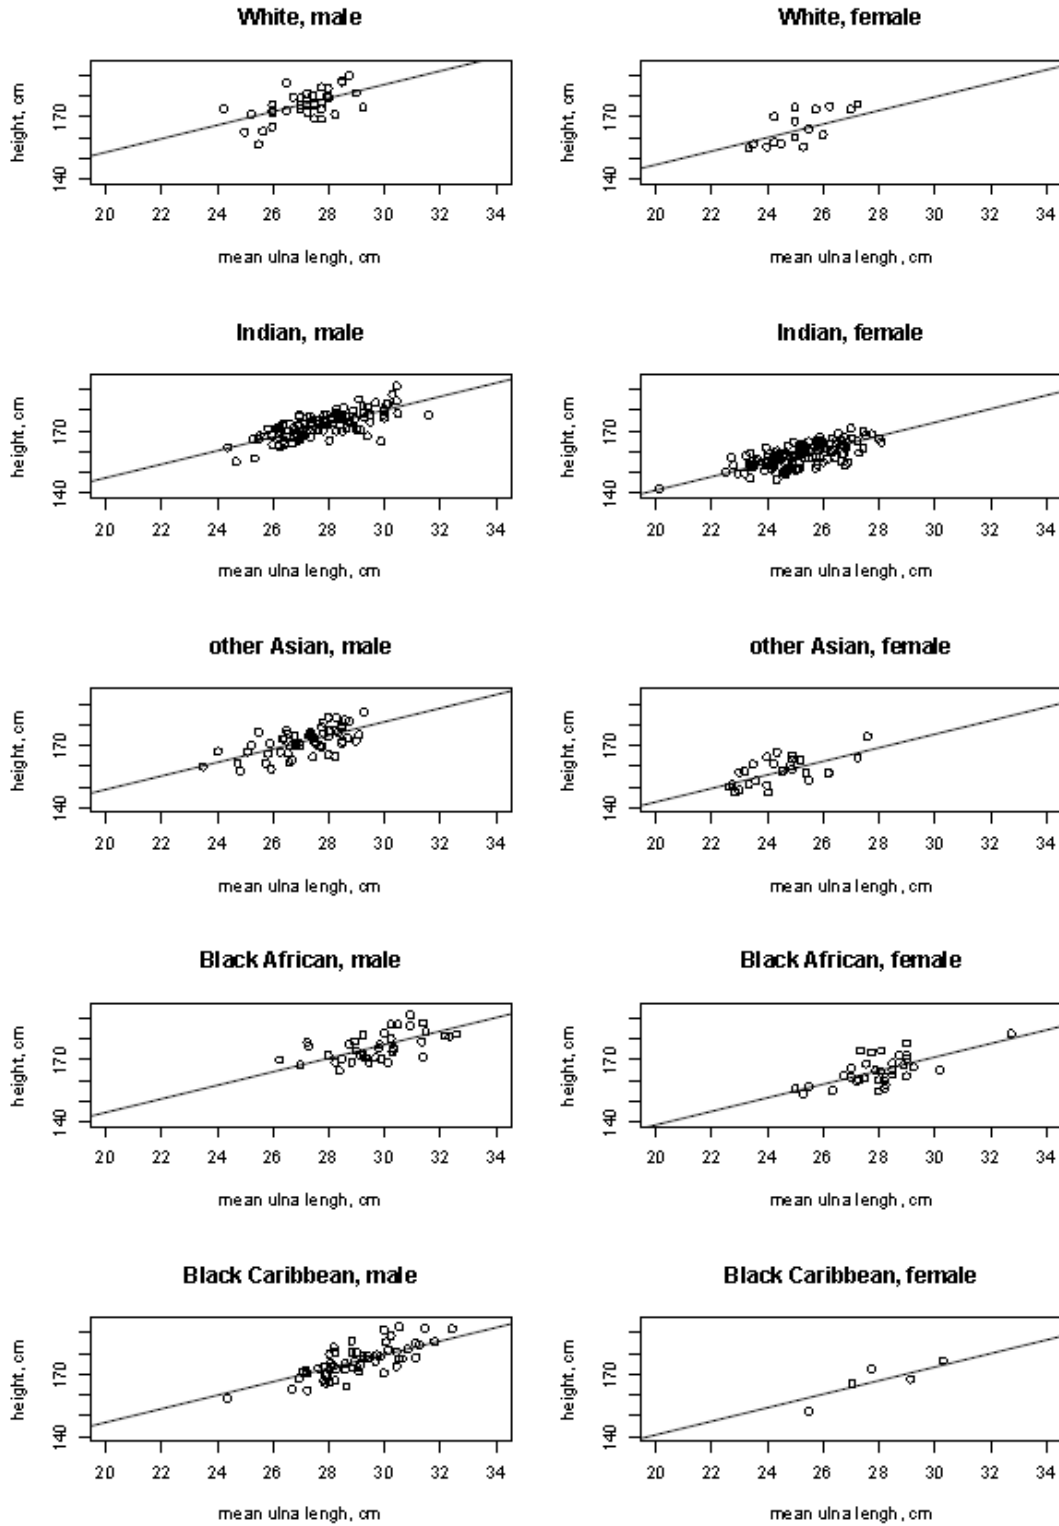 White, male
White, female
height, cm
140 170
20 22 24 26 28 30 32 34
mean ulna lengh, cm
height, cm
140 170
20 22 24 26 28 30 32 34
mean ulna lengh, cm
Indian, male
Indian, female
height, cm
140 170
20 22 24 26 28 30 32 34
mean ulna lengh, cm
height, cm
140 170
20 22 24 26 28 30 32 34
mean ulna lengh, cm
other Asian, male
other Asian, female
height, cm
140 170
20 22 24 26 28 30 32 34
mean ulna lengh, cm
height, cm
140 170
20 22 24 26 28 30 32 34
mean ulna lengh, cm
Black African, male
Black African, female
height, cm
140 170
20 22 24 26 28 30 32 34
mean ulna lengh, cm
height, cm
140 170
20 22 24 26 28 30 32 34
mean ulna lengh, cm
Black Caribbean, male
Black Caribbean, female
height, cm
140 170
20 22 24 26 28 30 32 34
mean ulna lengh, cm
height, cm
140 170
20 22 24 26 28 30 32 34
mean ulna lengh, cm